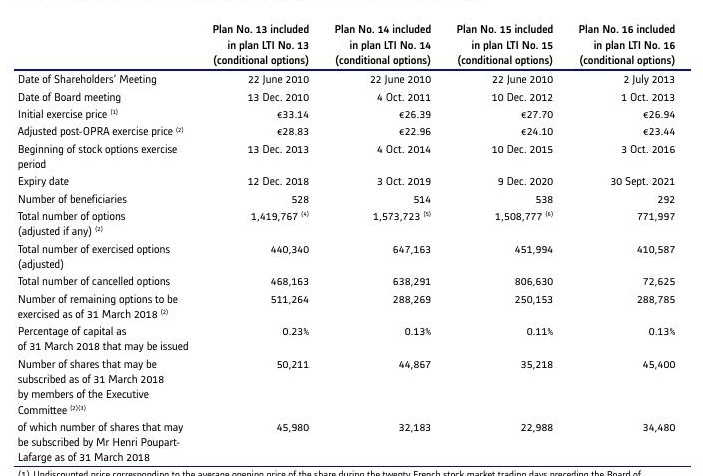 Plan No. 13 included Plan No. 14 included Plan No. 15 included Plan No. 16 included
in plan LTI No. 13 in plan LTI No. 14 in plan LTI No. 15 in plan LTI No. 16
(conditional options) (conditional options) (conditional options) (conditional options)
Date of Shareholders' Meeting 22 June 2010 22 June 2010 22 June 2010 2 July 2013
Date of Board meeting 13 Dec. 2010 4 Oct. 2011 10 Dec. 2012 1 Oct. 2013
Initial exercise price (1) €33.14 €26.39 €27.70 €26.94
Adjusted post-OPRA exercise price (2) €28.83 €22.96 €24.10 €23.44
Beginning of stock options exercise 13 Dec. 2013 4 Oct. 2014 10 Dec. 2015 3 Oct. 2016
period
Expiry date 12 Dec. 2018 3 Oct. 2019 9 Dec. 2020 30 Sept. 2021
Number of beneficiaries 528 514 538 292
Total number of options 1,419,767 (4) 1,573,723 (5) 1,508,777 (6) 771,997
(adjusted if any) (2)
Total number of exercised options 440,340 647,163 451,994 410,587
(adjusted)
Total number of cancelled options 468,163 638,291 806,630 72,625
Number of remaining options to be 511,264 288,269 250,153 288,785
exercised as of 31 March 2018 (2)
Percentage of capital as 0.23% 0.13% 0.11% 0.13%
of 31 March 2018 that may be issued
Number of shares that may be 50,211 44,867 35,218 45,400
subscribed as of 31 March 2018
by members of the Executive
Committee (2)(3)
of which number of shares that may 45,980 32,183 22,988 34,480
be subscribed by Mr Henri Poupart-
Lafarge as of 31 March 2018
(1) Undiscounted price corresponding to the average opening price of the share during the twenty French stock market trading days preceding the Board of